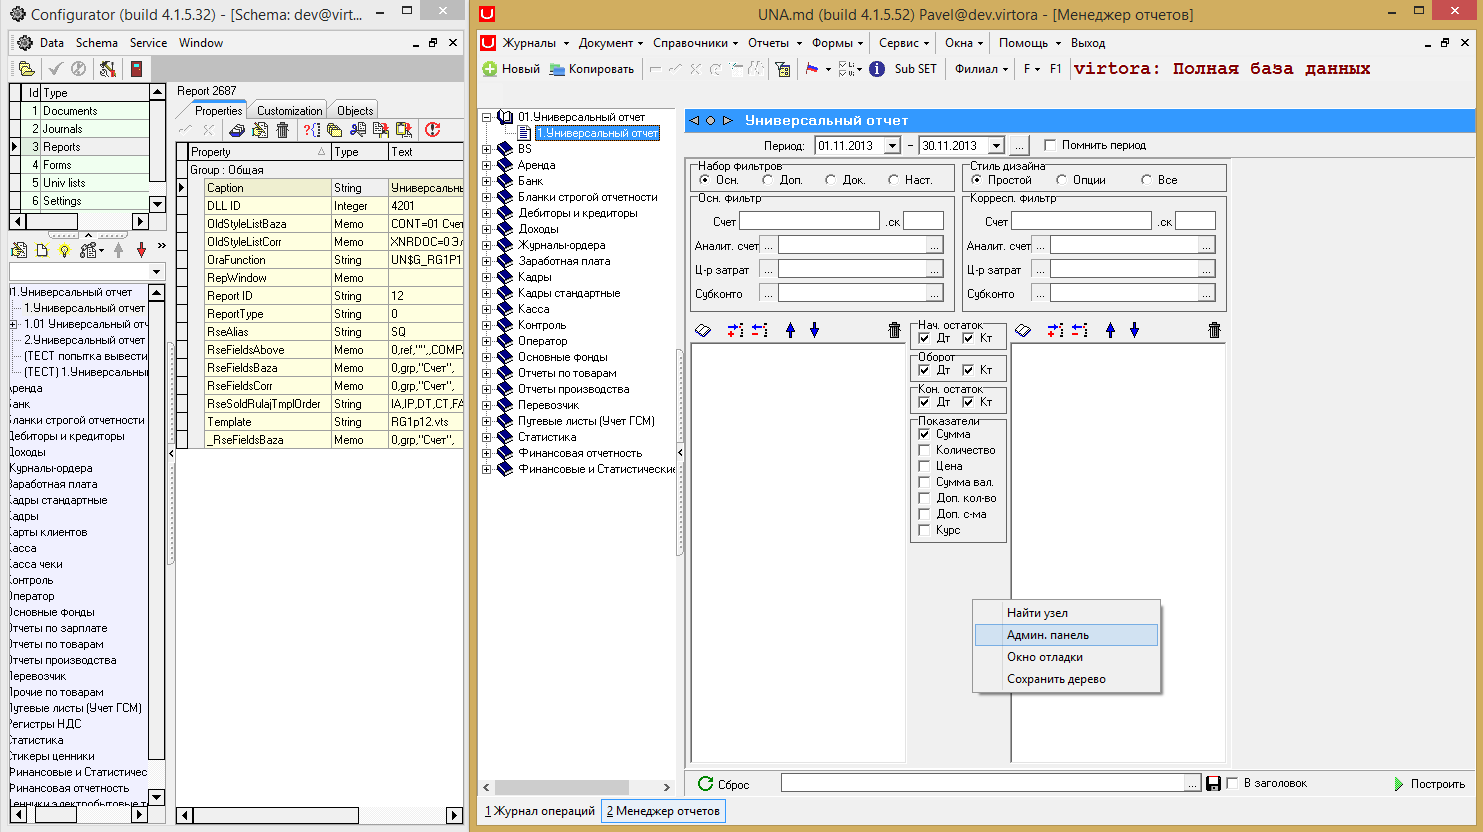 Configurator (build 4.1.5.32) - [Schema: dev@virt...
Data Schema Service Window
Id Type
1 Documents
2 Journals
3 Reports
4 Forms
5 Univ lists
6 Settings
01.Универсальный отчет
1.Универсальный отчет
1.01 Универсальный отч
2.Универсальный отчет
(ТЕСТ попытка вывести
(ТЕСТ) 1.Универсальны
Аренда
Банк
Бланки строгой отчетности
Дебиторы и кредиторы
Доходы
Журналы-ордера
Заработная плата
Кадры стандартные
Кадры
Карты клиентов
Касса
Касса чеки
Контроль
Оператор
Основные фонды
Отчеты по зарплате
Отчеты по товарам
Отчеты производства
Перевозчик
Прочие по товарам
Путевые листы (Учет ГСМ)
Регистры НДС
Статистика
Стикеры ценники
Финансовые и Статистичес
Финансовая отчетность
Ценники электробытовые т
Report 2687
Properties Customization Objects
Property Type Text
Group : Общая
Caption String Универсальнь
DLL ID Integer 4201
OldStyleListBaza Memo CONT=01 Счет
OldStyleListCorr Memo XNRDOC=0 Эл
OraFunction String UN$G_RG1P1
RepWindow Memo
Report ID String 12
ReportType String 0
RseAlias String SQ
RseFieldsAbove Memo 0,ref,"",,COMP,
RseFieldsBaza Memo 0,grp,"Счет",
RseFieldsCorr Memo 0,grp,"Счет",
RseSoldRulajTmplOrder String IA,IP,DT,CT,FA
Template String RG1p12.vts
_RseFieldsBaza Memo 0,grp,"Счет",
UNA.md (build 4.1.5.52) Pavel@dev.virtora - [Менеджер отчетов]
Журналы Документ Справочники Отчеты Формы Сервис Окна Помощь Выход
Новый Копировать Sub SET Филиал F F1 virtora: Полная база данных
01.Универсальный отчет
1.Универсальный отчет
BS
Аренда
Банк
Бланки строгой отчетности
Дебиторы и кредиторы
Доходы
Журналы-ордера
Заработная плата
Кадры
Кадры стандартные
Касса
Контроль
Оператор
Основные фонды
Отчеты по товарам
Отчеты производства
Перевозчик
Путевые листы (Учет ГСМ)
Статистика
Финансовая отчетность
Финансовые и Статистические
Универсальный отчет
Период: 01.11.2013 - 30.11.2013 ... Помнить период
Набор фильтров
Осн. Доп. Док. Наст.
Стиль дизайна
Простой Опции Все
Осн. фильтр
Счет .ск
Аналит. счет ... ...
Ц-р затрат ... ...
Субконто ... ...
Корресп. фильтр
Счет .ск
Аналит. счет ... ...
Ц-р затрат ... ...
Субконто ... ...
Нач. остаток
Дт Кт
Оборот
Дт Кт
Кон. остаток
Дт Кт
Показатели
Сумма
Количество
Цена
Сумма вал.
Доп. кол-во
Доп. с-ма
Курс
Найти узел
Админ. панель
Окно отладки
Сохранить дерево
Сброс ... В заголовок Построить
1 Журнал операций 2 Менеджер отчетов